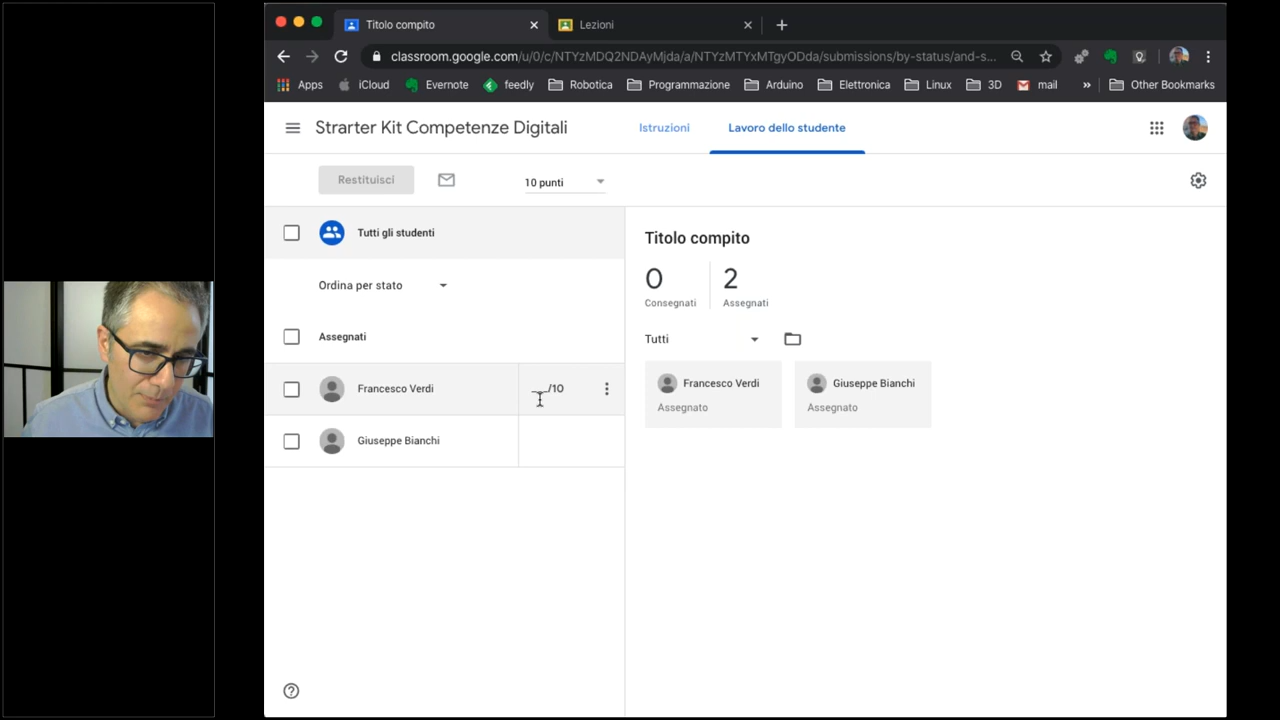 Titolo compito
Lezioni
classroom.google.com/u/0/c/NTYzMDQ2NDAyMjda/a/NTYzMTYxMTgyODda/submissions/by-status/and-s...
Apps
iCloud
Evernote
feedly
Robotica
Programmazione
Arduino
Elettronica
Linux
3D
mail
»
Other Bookmarks
Strarter Kit Competenze Digitali
Istruzioni
Lavoro dello studente
Restituisci
10 punti
Tutti gli studenti
Ordina per stato
Assegnati
Francesco Verdi
__/10
Giuseppe Bianchi
Titolo compito
0
Consegnati
2
Assegnati
Tutti
Francesco Verdi
Assegnato
Giuseppe Bianchi
Assegnato